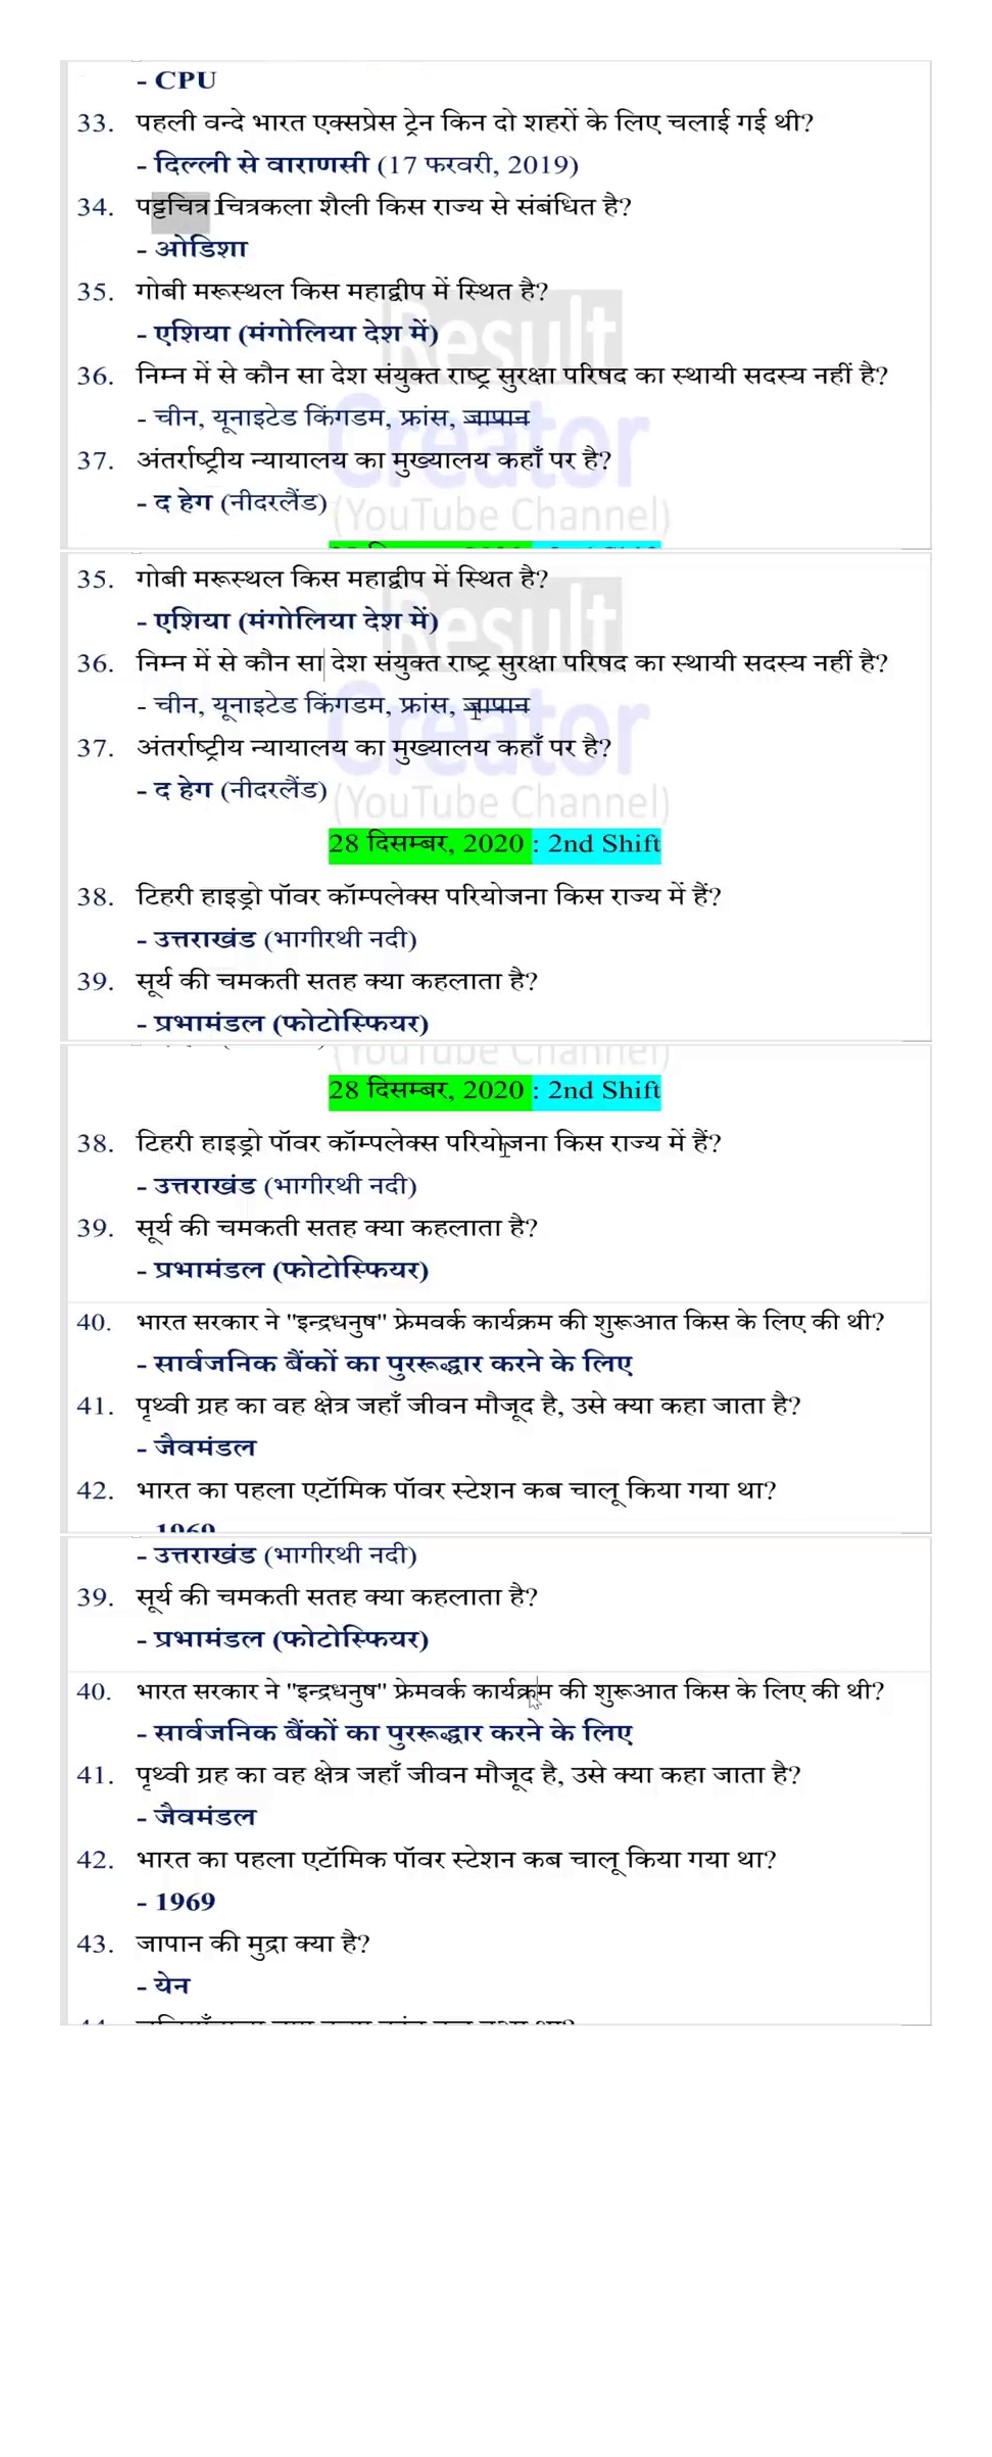 - CPU
33. पहली वन्दे भारत एक्सप्रेस ट्रेन किन दो शहरों के लिए चलाई गई थी?
- दिल्ली से वाराणसी (17 फरवरी, 2019)
34. पट्टचित्र चित्रकला शैली किस राज्य से संबंधित है?
- ओडिशा
35. गोबी मरूस्थल किस महाद्वीप में स्थित है?
- एशिया (मंगोलिया देश में)
Result
36. निम्न में से कौन सा देश संयुक्त राष्ट्र सुरक्षा परिषद का स्थायी सदस्य नहीं है?
- चीन, यूनाइटेड किंगडम, फ्रांस, जापान
Creator
37. अंतर्राष्ट्रीय न्यायालय का मुख्यालय कहाँ पर है?
- द हेग (नीदरलैंड)
(YouTube Channel)
35. गोबी मरूस्थल किस महाद्वीप में स्थित है?
- एशिया (मंगोलिया देश में)
Result
36. निम्न में से कौन सा देश संयुक्त राष्ट्र सुरक्षा परिषद का स्थायी सदस्य नहीं है?
- चीन, यूनाइटेड किंगडम, फ्रांस, जापान
Creator
37. अंतर्राष्ट्रीय न्यायालय का मुख्यालय कहाँ पर है?
- द हेग (नीदरलैंड)
(YouTube Channel)
28 दिसम्बर, 2020 : 2nd Shift
38. टिहरी हाइड्रो पॉवर कॉम्पलेक्स परियोजना किस राज्य में हैं?
- उत्तराखंड (भागीरथी नदी)
39. सूर्य की चमकती सतह क्या कहलाता है?
- प्रभामंडल (फोटोस्फियर)
(YouTube Channel)
28 दिसम्बर, 2020 : 2nd Shift
38. टिहरी हाइड्रो पॉवर कॉम्पलेक्स परियोजना किस राज्य में हैं?
- उत्तराखंड (भागीरथी नदी)
39. सूर्य की चमकती सतह क्या कहलाता है?
- प्रभामंडल (फोटोस्फियर)
40. भारत सरकार ने "इन्द्रधनुष" फ्रेमवर्क कार्यक्रम की शुरूआत किस के लिए की थी?
- सार्वजनिक बैंकों का पुररूद्धार करने के लिए
41. पृथ्वी ग्रह का वह क्षेत्र जहाँ जीवन मौजूद है, उसे क्या कहा जाता है?
- जैवमंडल
42. भारत का पहला एटॉमिक पॉवर स्टेशन कब चालू किया गया था?
1969
- उत्तराखंड (भागीरथी नदी)
39. सूर्य की चमकती सतह क्या कहलाता है?
- प्रभामंडल (फोटोस्फियर)
40. भारत सरकार ने "इन्द्रधनुष" फ्रेमवर्क कार्यक्रम की शुरूआत किस के लिए की थी?
- सार्वजनिक बैंकों का पुररूद्धार करने के लिए
41. पृथ्वी ग्रह का वह क्षेत्र जहाँ जीवन मौजूद है, उसे क्या कहा जाता है?
- जैवमंडल
42. भारत का पहला एटॉमिक पॉवर स्टेशन कब चालू किया गया था?
- 1969
43. जापान की मुद्रा क्या है?
- येन